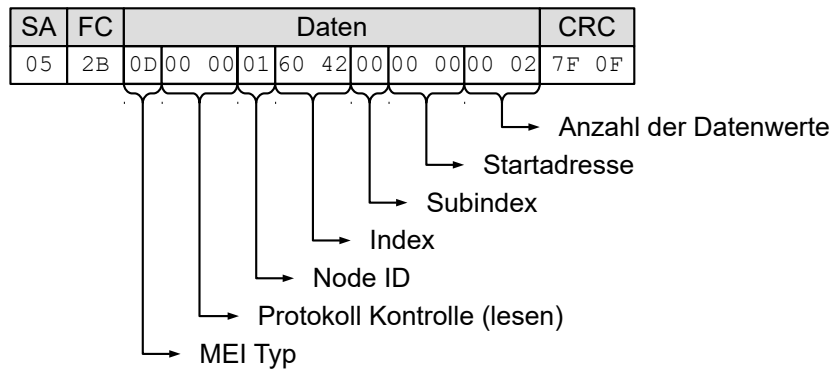 SA FC Daten CRC
05 2B 0D 00 00 01 60 42 00 00 00 00 02 7F 0F
Anzahl der Datenwerte
Startadresse
Subindex
Index
Node ID
Protokoll Kontrolle (lesen)
MEI Typ